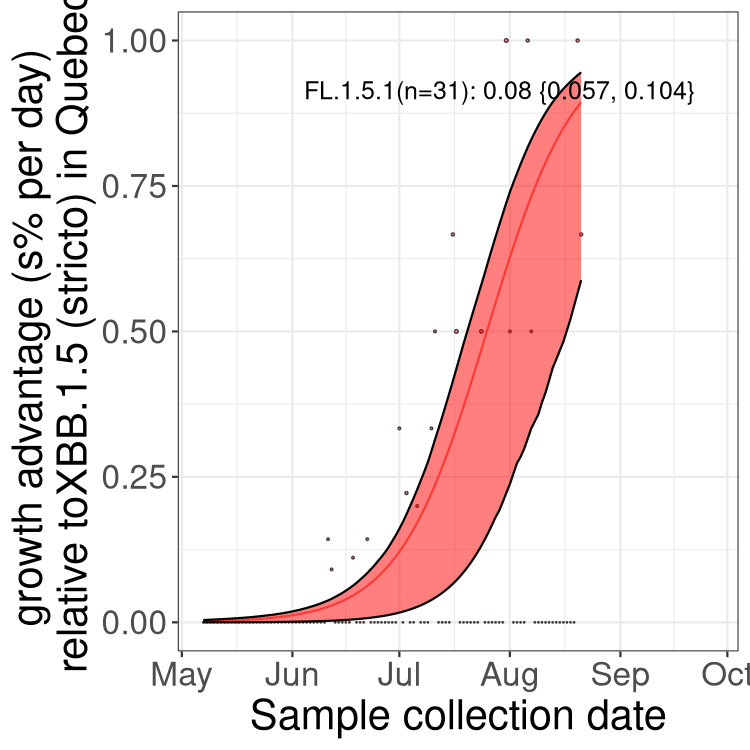 growth advantage (s% per day)
relative toXBB.1.5 (stricto) in Quebec
1.00
0.75
0.50
0.25
0.00
FL.1.5.1(n=31): 0.08 {0.057, 0.104}
May Jun Jul Aug Sep Oct
Sample collection date